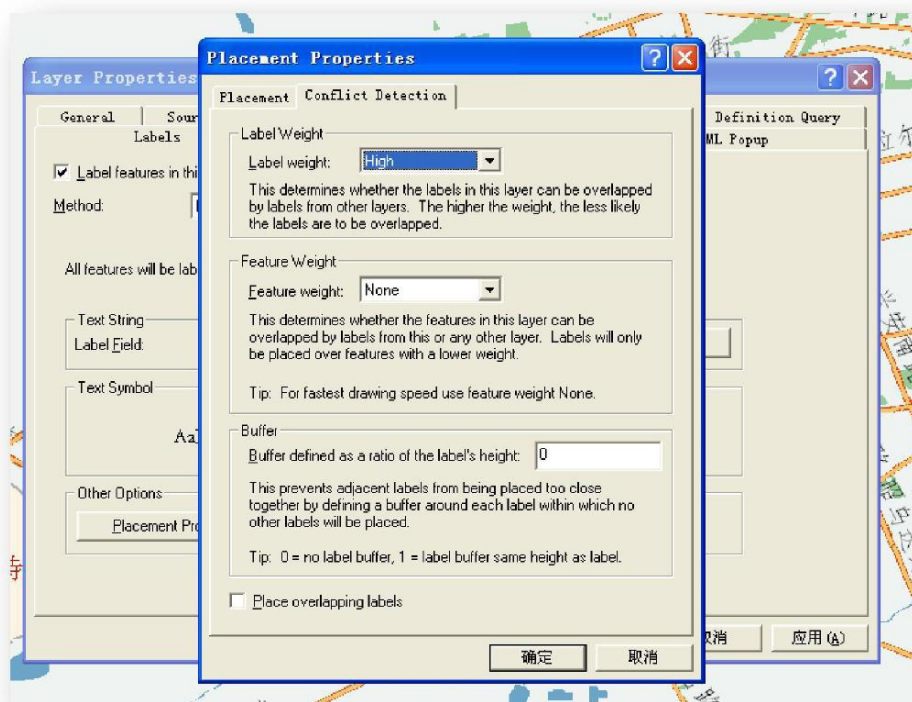 Placement Properties
Layer Properties
Placement
Conflict Detection
General
Definition Query
Labels
Label Weight
Label weight:
High
Label features in
This determines whether the labels in this layer can be overlapped
by labels from other layers. The higher the weight, the less likely
the labels are to be overlapped.
Method:
All features will be
Feature Weight
Feature weight:
None
This determines whether the features in this layer can be
overlapped by labels from this or any other layer. Labels will only
be placed over features with a lower weight.
Tip: For fastest drawing speed use feature weight None.
Text String
Label Field:
Text Symbol
Buffer
Buffer defined as a ratio of the label's height:
0
This prevents adjacent labels from being placed too close
together by defining a buffer around each label within which no
other labels will be placed.
Tip: 0 = no label buffer, 1 = label buffer same height as label.
Other Options
Placement
Place overlapping labels
确定
取消
应用(A)